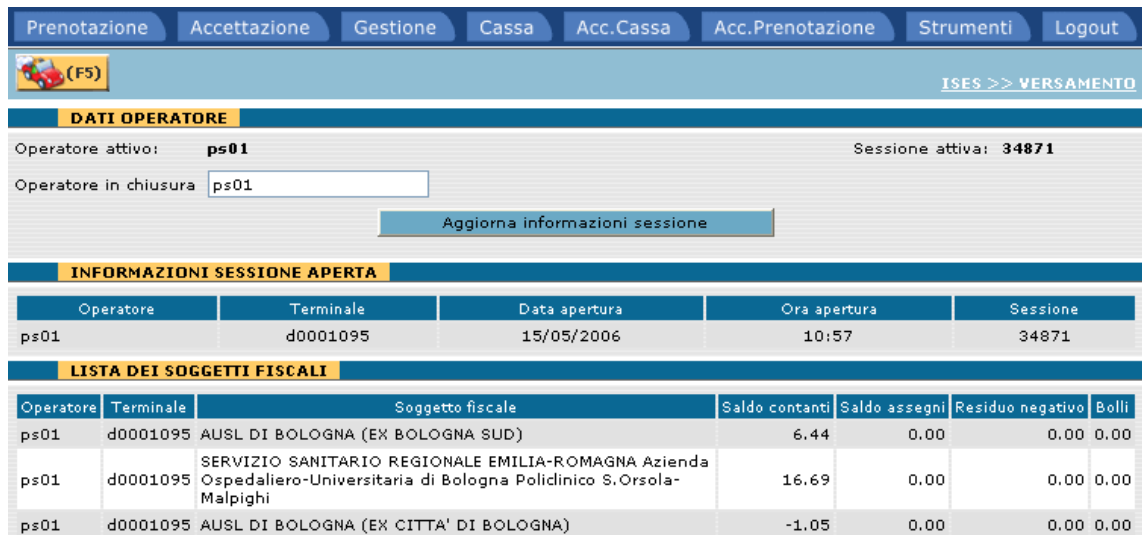 Prenotazione Accettazione Gestione Cassa Acc.Cassa Acc.Prenotazione Strumenti Logout
(F5)
ISES >> VERSAMENTO
DATI OPERATORE
Operatore attivo: ps01 Sessione attiva: 34871
Operatore in chiusura ps01
Aggiorna informazioni sessione
INFORMAZIONI SESSIONE APERTA
Operatore Terminale Data apertura Ora apertura Sessione
ps01 d0001095 15/05/2006 10:57 34871
LISTA DEI SOGGETTI FISCALI
Operatore Terminale Soggetto fiscale Saldo contanti Saldo assegni Residuo negativo Bolli
ps01 d0001095 AUSL DI BOLOGNA (EX BOLOGNA SUD) 6.44 0.00 0.00 0.00
SERVIZIO SANITARIO REGIONALE EMILIA-ROMAGNA Azienda
ps01 d0001095 Ospedaliero-Universitaria di Bologna Policlinico S.Orsola- 16.69 0.00 0.00 0.00
Malpighi
ps01 d0001095 AUSL DI BOLOGNA (EX CITTA' DI BOLOGNA) -1.05 0.00 0.00 0.00